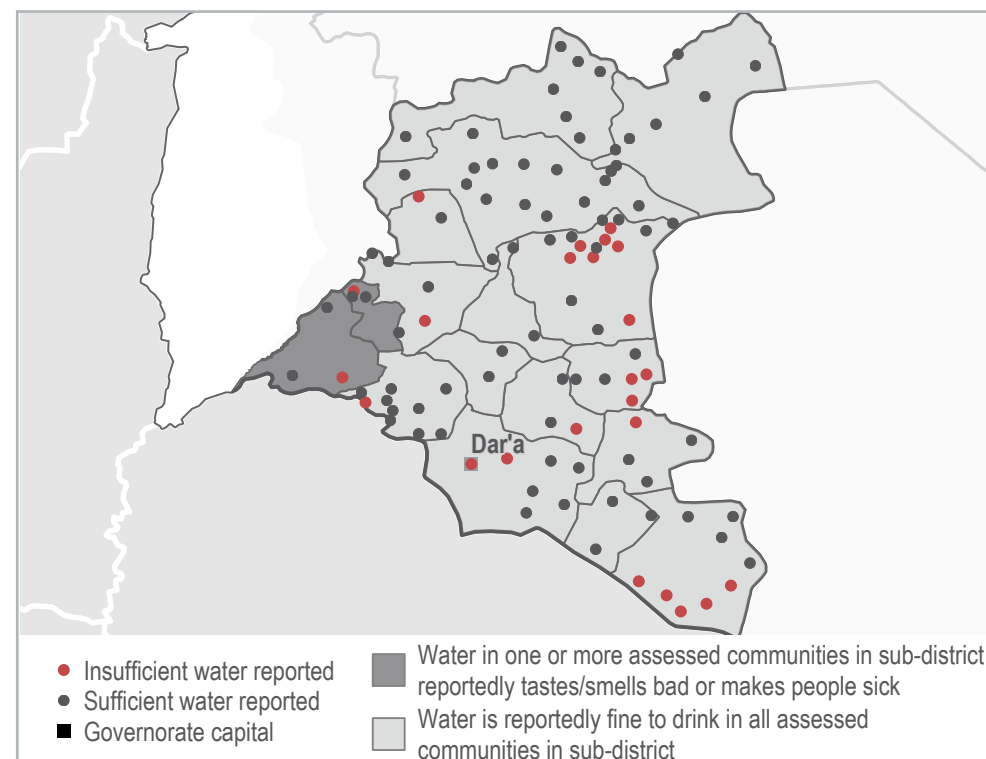 Dar'a
Insufficient water reported
Sufficient water reported
Governorate capital
Water in one or more assessed communities in sub-district
reportedly tastes/smells bad or makes people sick
Water is reportedly fine to drink in all assessed
communities in sub-district